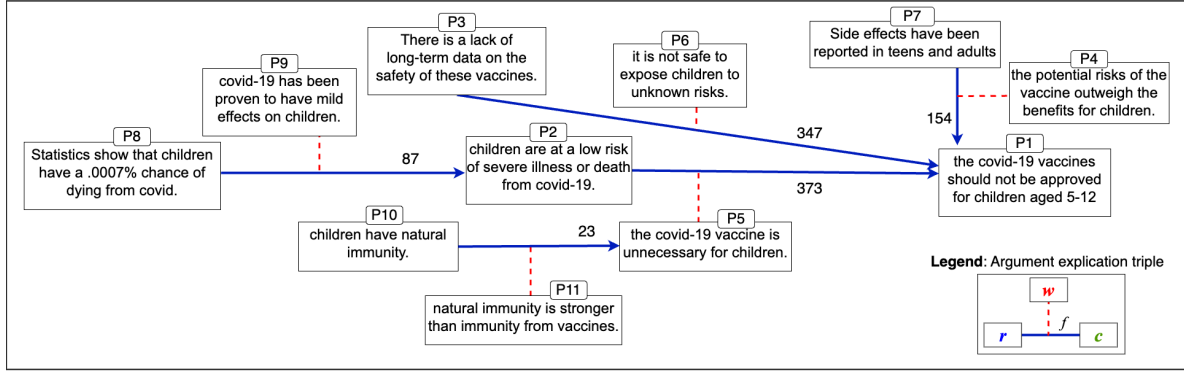 P3
There is a lack of
long-term data on the
safety of these vaccines.
P6
it is not safe to
expose children to
unknown risks.
P7
Side effects have been
reported in teens and adults
P4
the potential risks of the
vaccine outweigh the
benefits for children.
P9
covid-19 has been
proven to have mild
effects on children.
347
154
P8
Statistics show that children
have a .0007% chance of
dying from covid.
87
P2
children are at a low risk
of severe illness or death
from covid-19.
373
P1
the covid-19 vaccines
should not be approved
for children aged 5-12
P10
children have natural
immunity.
23
P5
the covid-19 vaccine is
unnecessary for children.
P11
natural immunity is stronger
than immunity from vaccines.
Legend: Argument explication triple
w
r
f
c